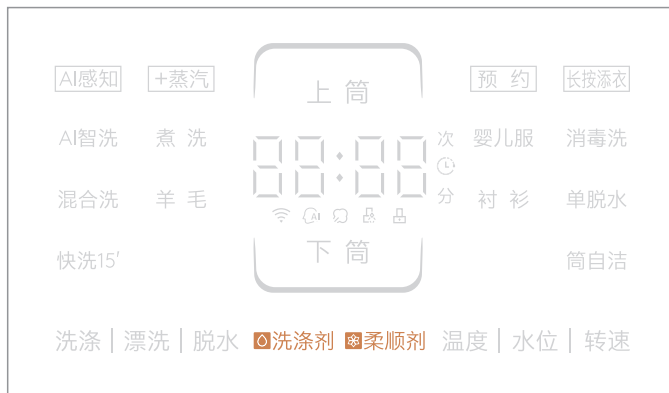 AI感知 +蒸汽 上筒 预约 长按添衣
AI智洗 煮洗 88:88 次 婴儿服 消毒洗
混合洗 羊毛 分 衬衫 单脱水
AI
快洗15' 下筒 筒自洁
洗涤 | 漂洗 | 脱水 洗涤剂 柔顺剂 温度 | 水位 | 转速